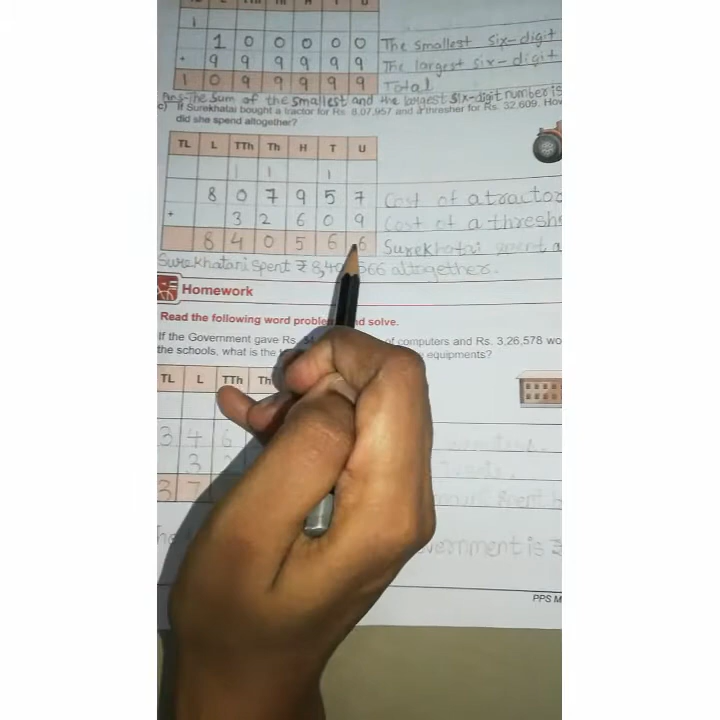 1
1 0 0 0 0 0 The smallest six-digit
+ 9 9 9 9 9 9 The largest six-digit
1 0 9 9 9 9 9 Total
Ans-The Sum of the smallest and the largest Six-digit number is
c) If Surekhatai bought a tractor for Rs. 8,07,957 and a thresher for Rs. 32,609. How
did she spend altogether?
TL L TTh Th H T U
1 1 1
8 0 7 9 5 7 Cost of a tractor
+ 3 2 6 0 9 Cost of a thresh
8 4 0 5 6 6 Surekhatai spent a
Surekhatani spent ₹ 8,40,566 altogether.
Homework
Read the following word and solve.
If the Government gave Rs. of computers and Rs. 3,26,578 wo
the schools, what is the equipments?
TL L TTh Th
3 4 6
3
3 7
spent
vernment is ₹
PPS M